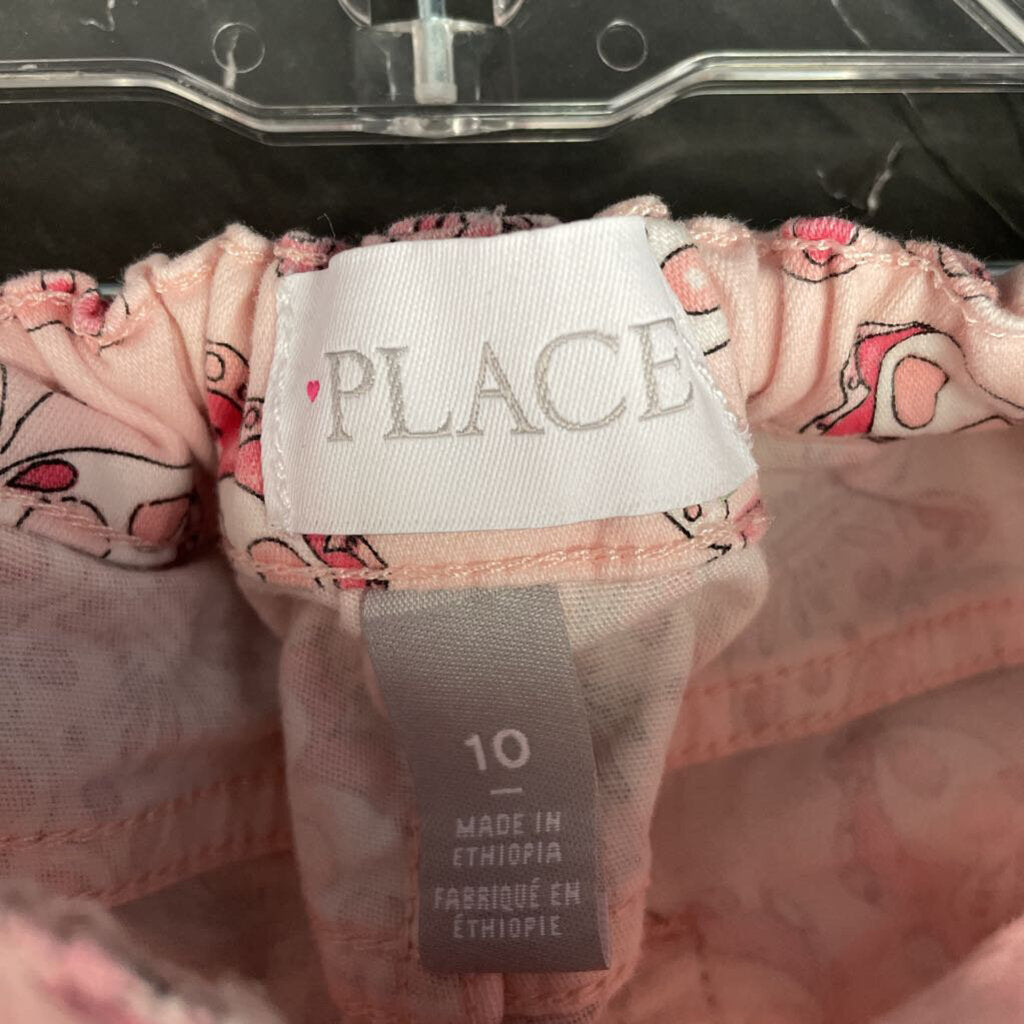 PLACE
10
MADE IN
ETHIOPIA
FABRIQUÉ EN
ÉTHIOPIE